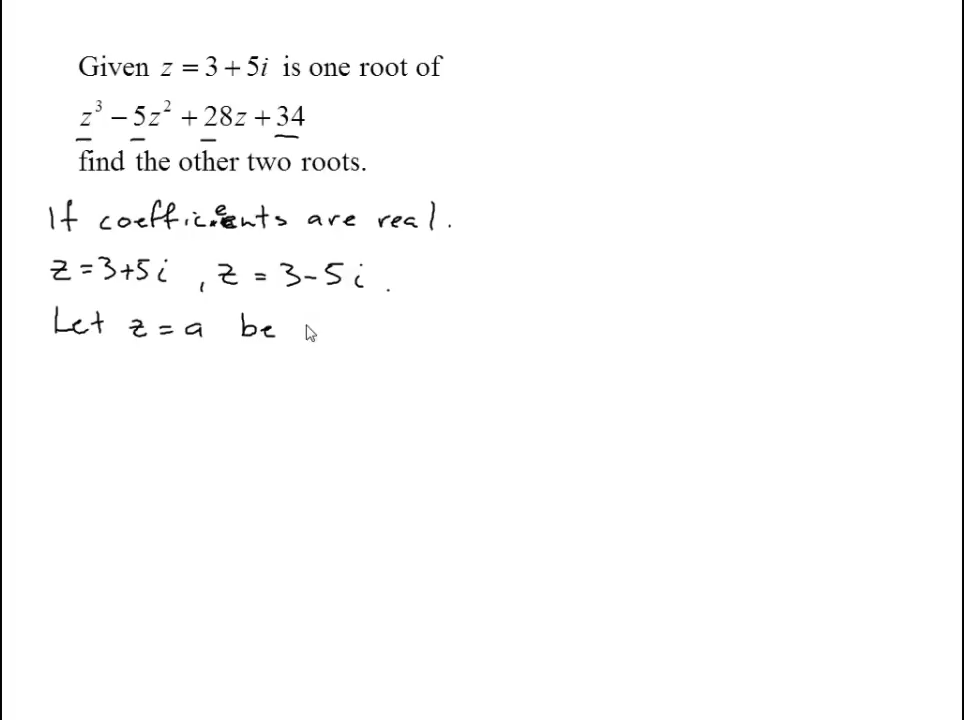 Given z = 3 + 5i is one root of
z³ − 5z² + 28z + 34
find the other two roots.
If coefficients are real.
z = 3+5i , z = 3−5i .
Let z = a be